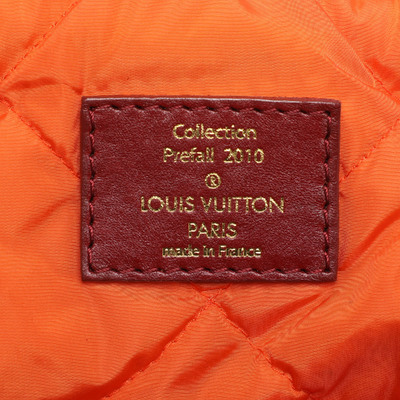 Collection
Prefall 2010
®
LOUIS VUITTON
PARIS
made in France